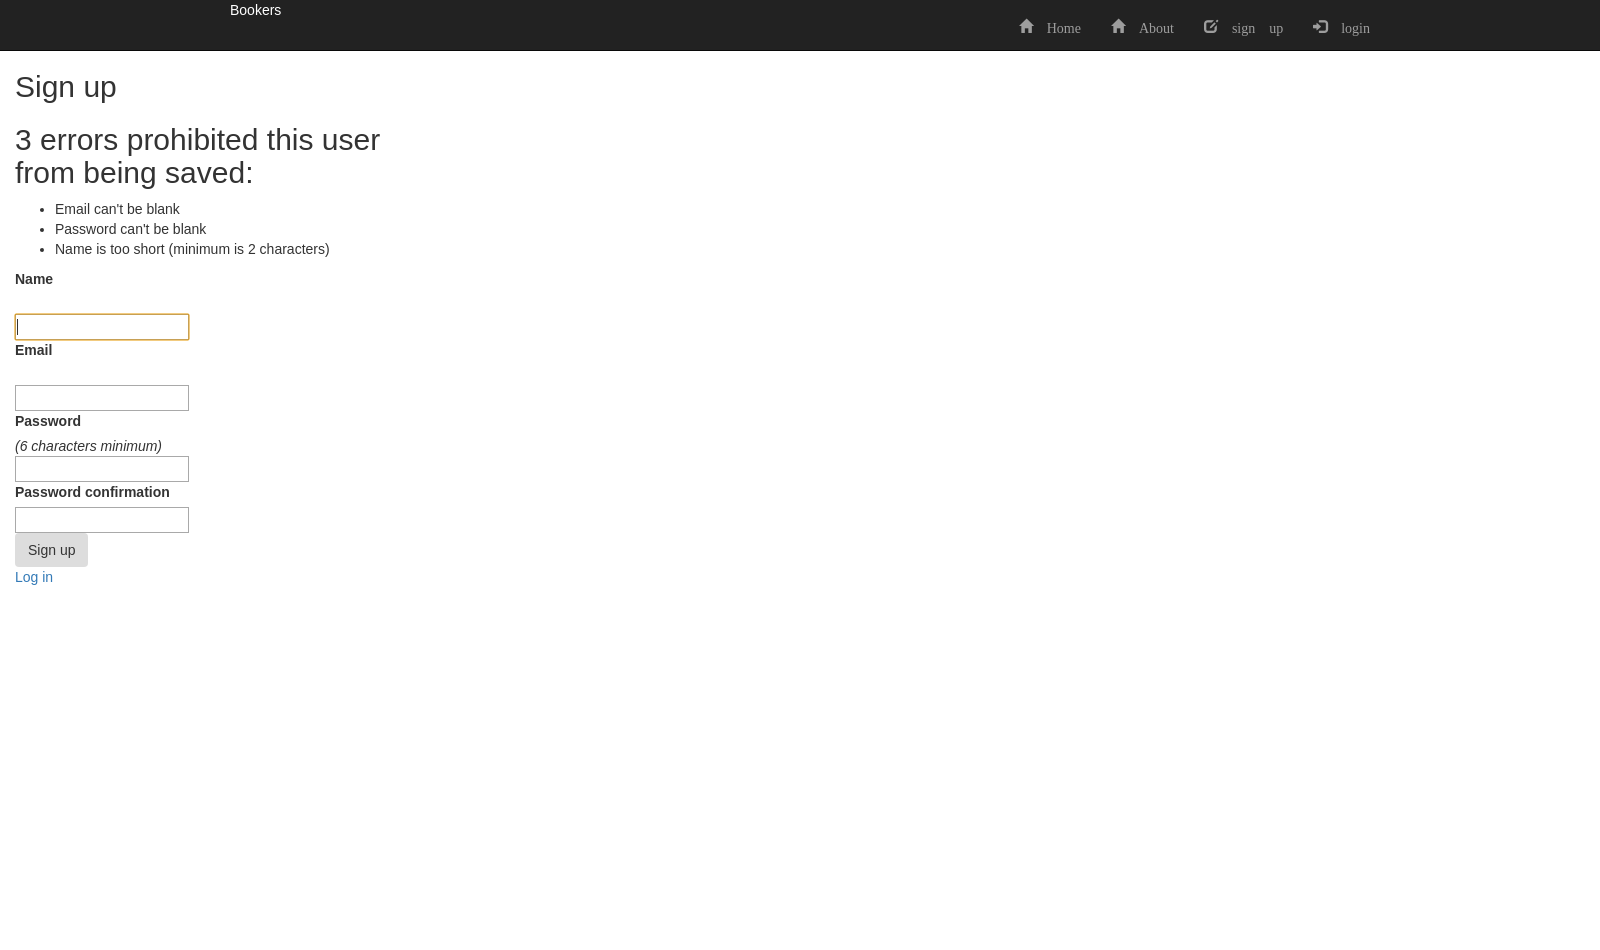 Bookers
Home About sign up login
Sign up
3 errors prohibited this user
from being saved:
Email can't be blank
Password can't be blank
Name is too short (minimum is 2 characters)
Name
Email
Password
(6 characters minimum)
Password confirmation
Sign up
Log in